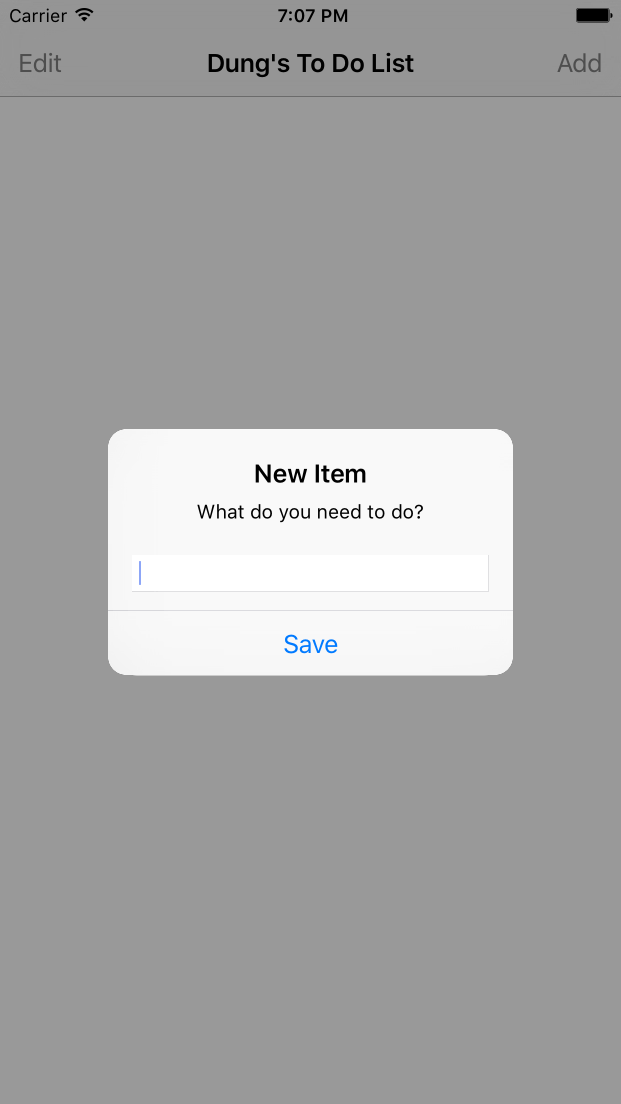 Carrier 7:07 PM
Edit Dung's To Do List Add
New Item
What do you need to do?
Save